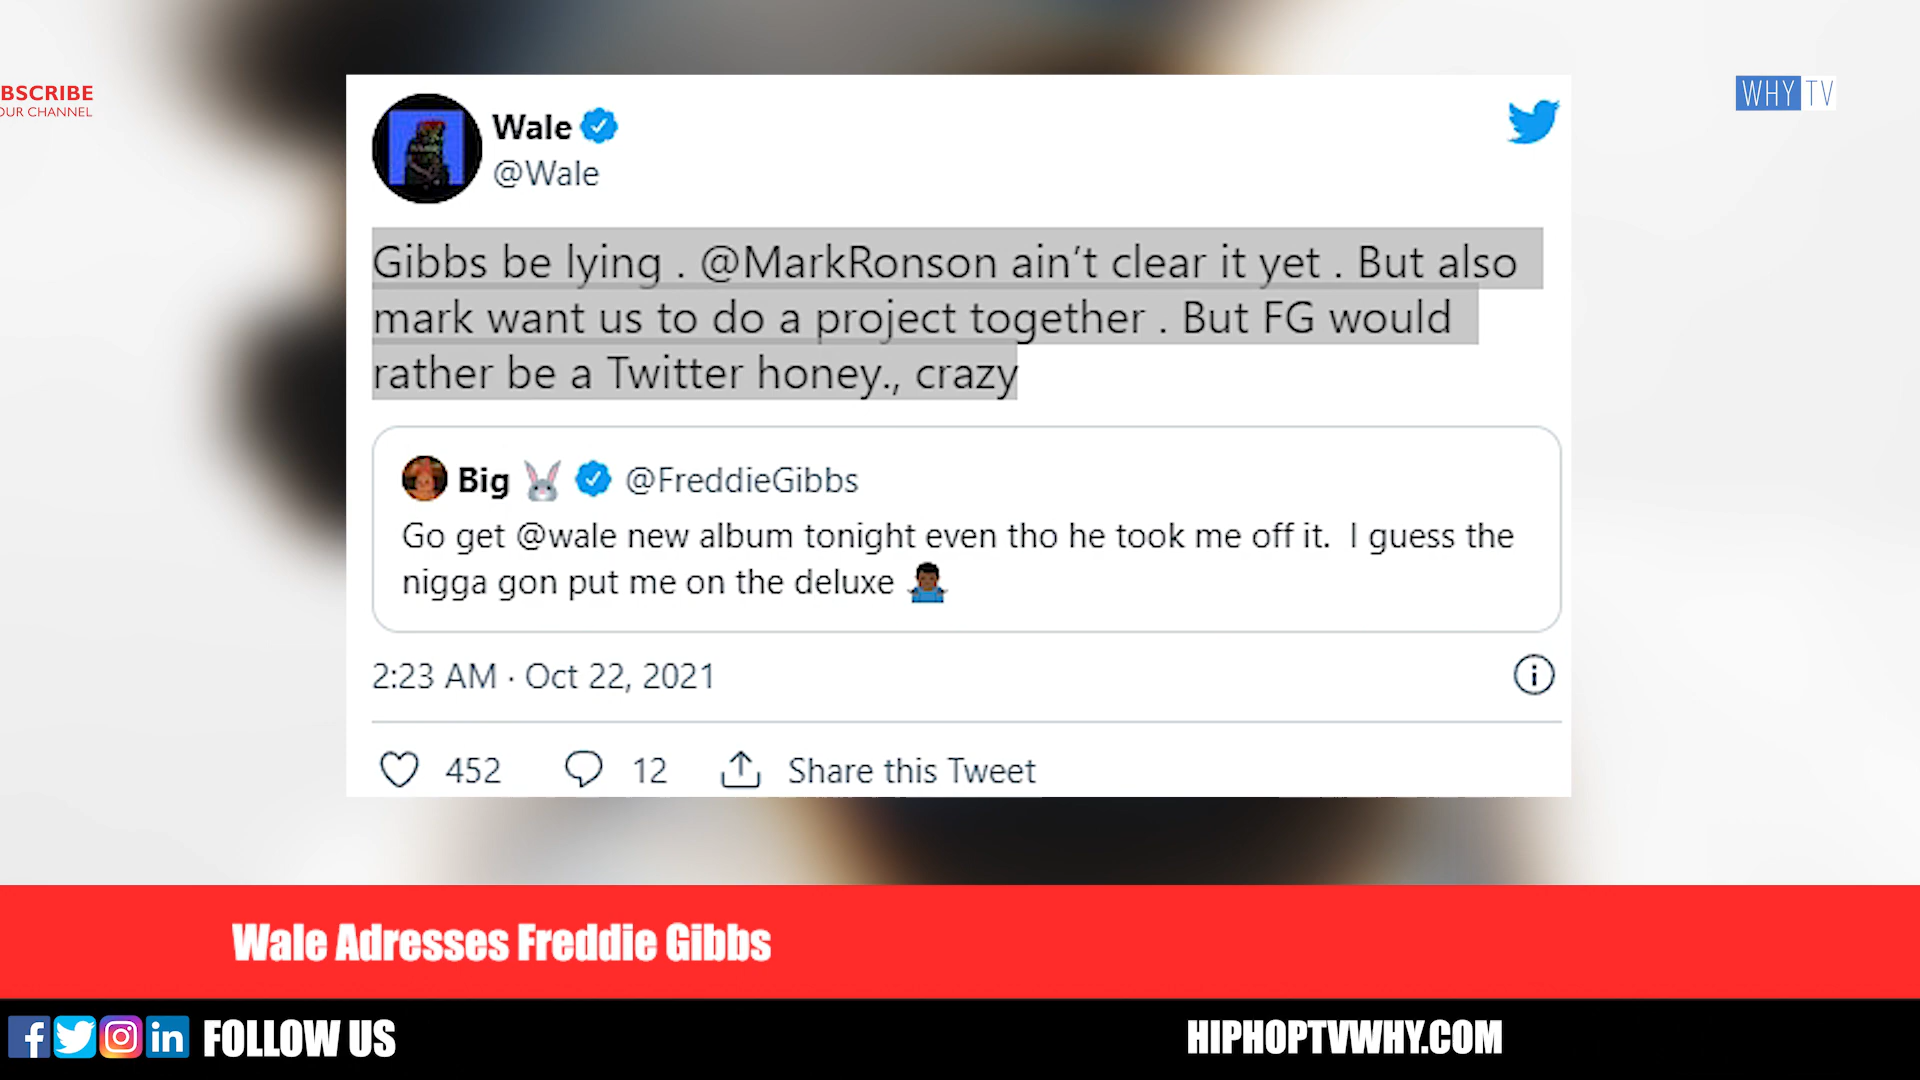 BSCRIBE
OUR CHANNEL
WHY TV
Wale
@Wale
Gibbs be lying . @MarkRonson ain’t clear it yet . But also
mark want us to do a project together . But FG would
rather be a Twitter honey., crazy
Big @FreddieGibbs
Go get @wale new album tonight even tho he took me off it. I guess the
nigga gon put me on the deluxe
2:23 AM · Oct 22, 2021
452 12 Share this Tweet
Wale Adresses Freddie Gibbs
FOLLOW US
HIPHOPTVWHY.COM